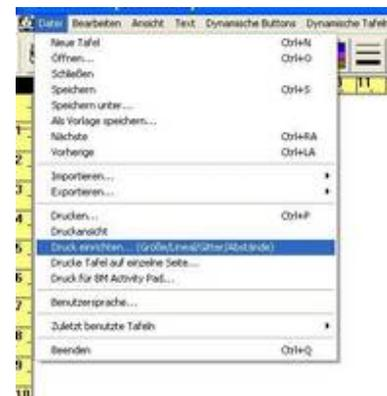 Datei Bearbeiten Ansicht Text Dynamische Buttons Dynamische Tafeln
Neue Tafel Ctrl+N
Öffnen... Ctrl+O
Schließen
Speichern Ctrl+S
Speichern unter...
Als Vorlage speichern...
Nächste Ctrl+RA
Vorherige Ctrl+LA
Importieren...
Exportieren...
Drucken... Ctrl+P
Druckansicht
Druck einrichten... (Größe/Lineal/Gitter/Abstände)
Drucke Tafel auf einzelne Seite...
Druck für BM Activity Pad...
Benutzersprache...
Zuletzt benutzte Tafeln
Beenden Ctrl+Q
11
1
2
3
4
5
6
7
8
9
10